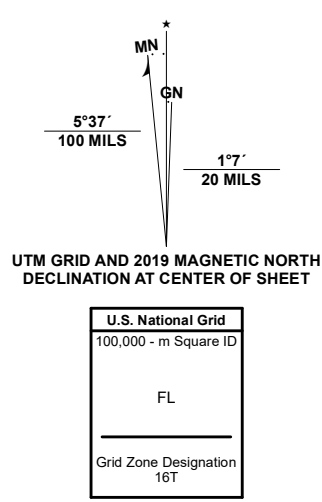 MN
GN
5°37´
100 MILS
1°7´
20 MILS
UTM GRID AND 2019 MAGNETIC NORTH
DECLINATION AT CENTER OF SHEET
U.S. National Grid
100,000 - m Square ID
FL
Grid Zone Designation
16T